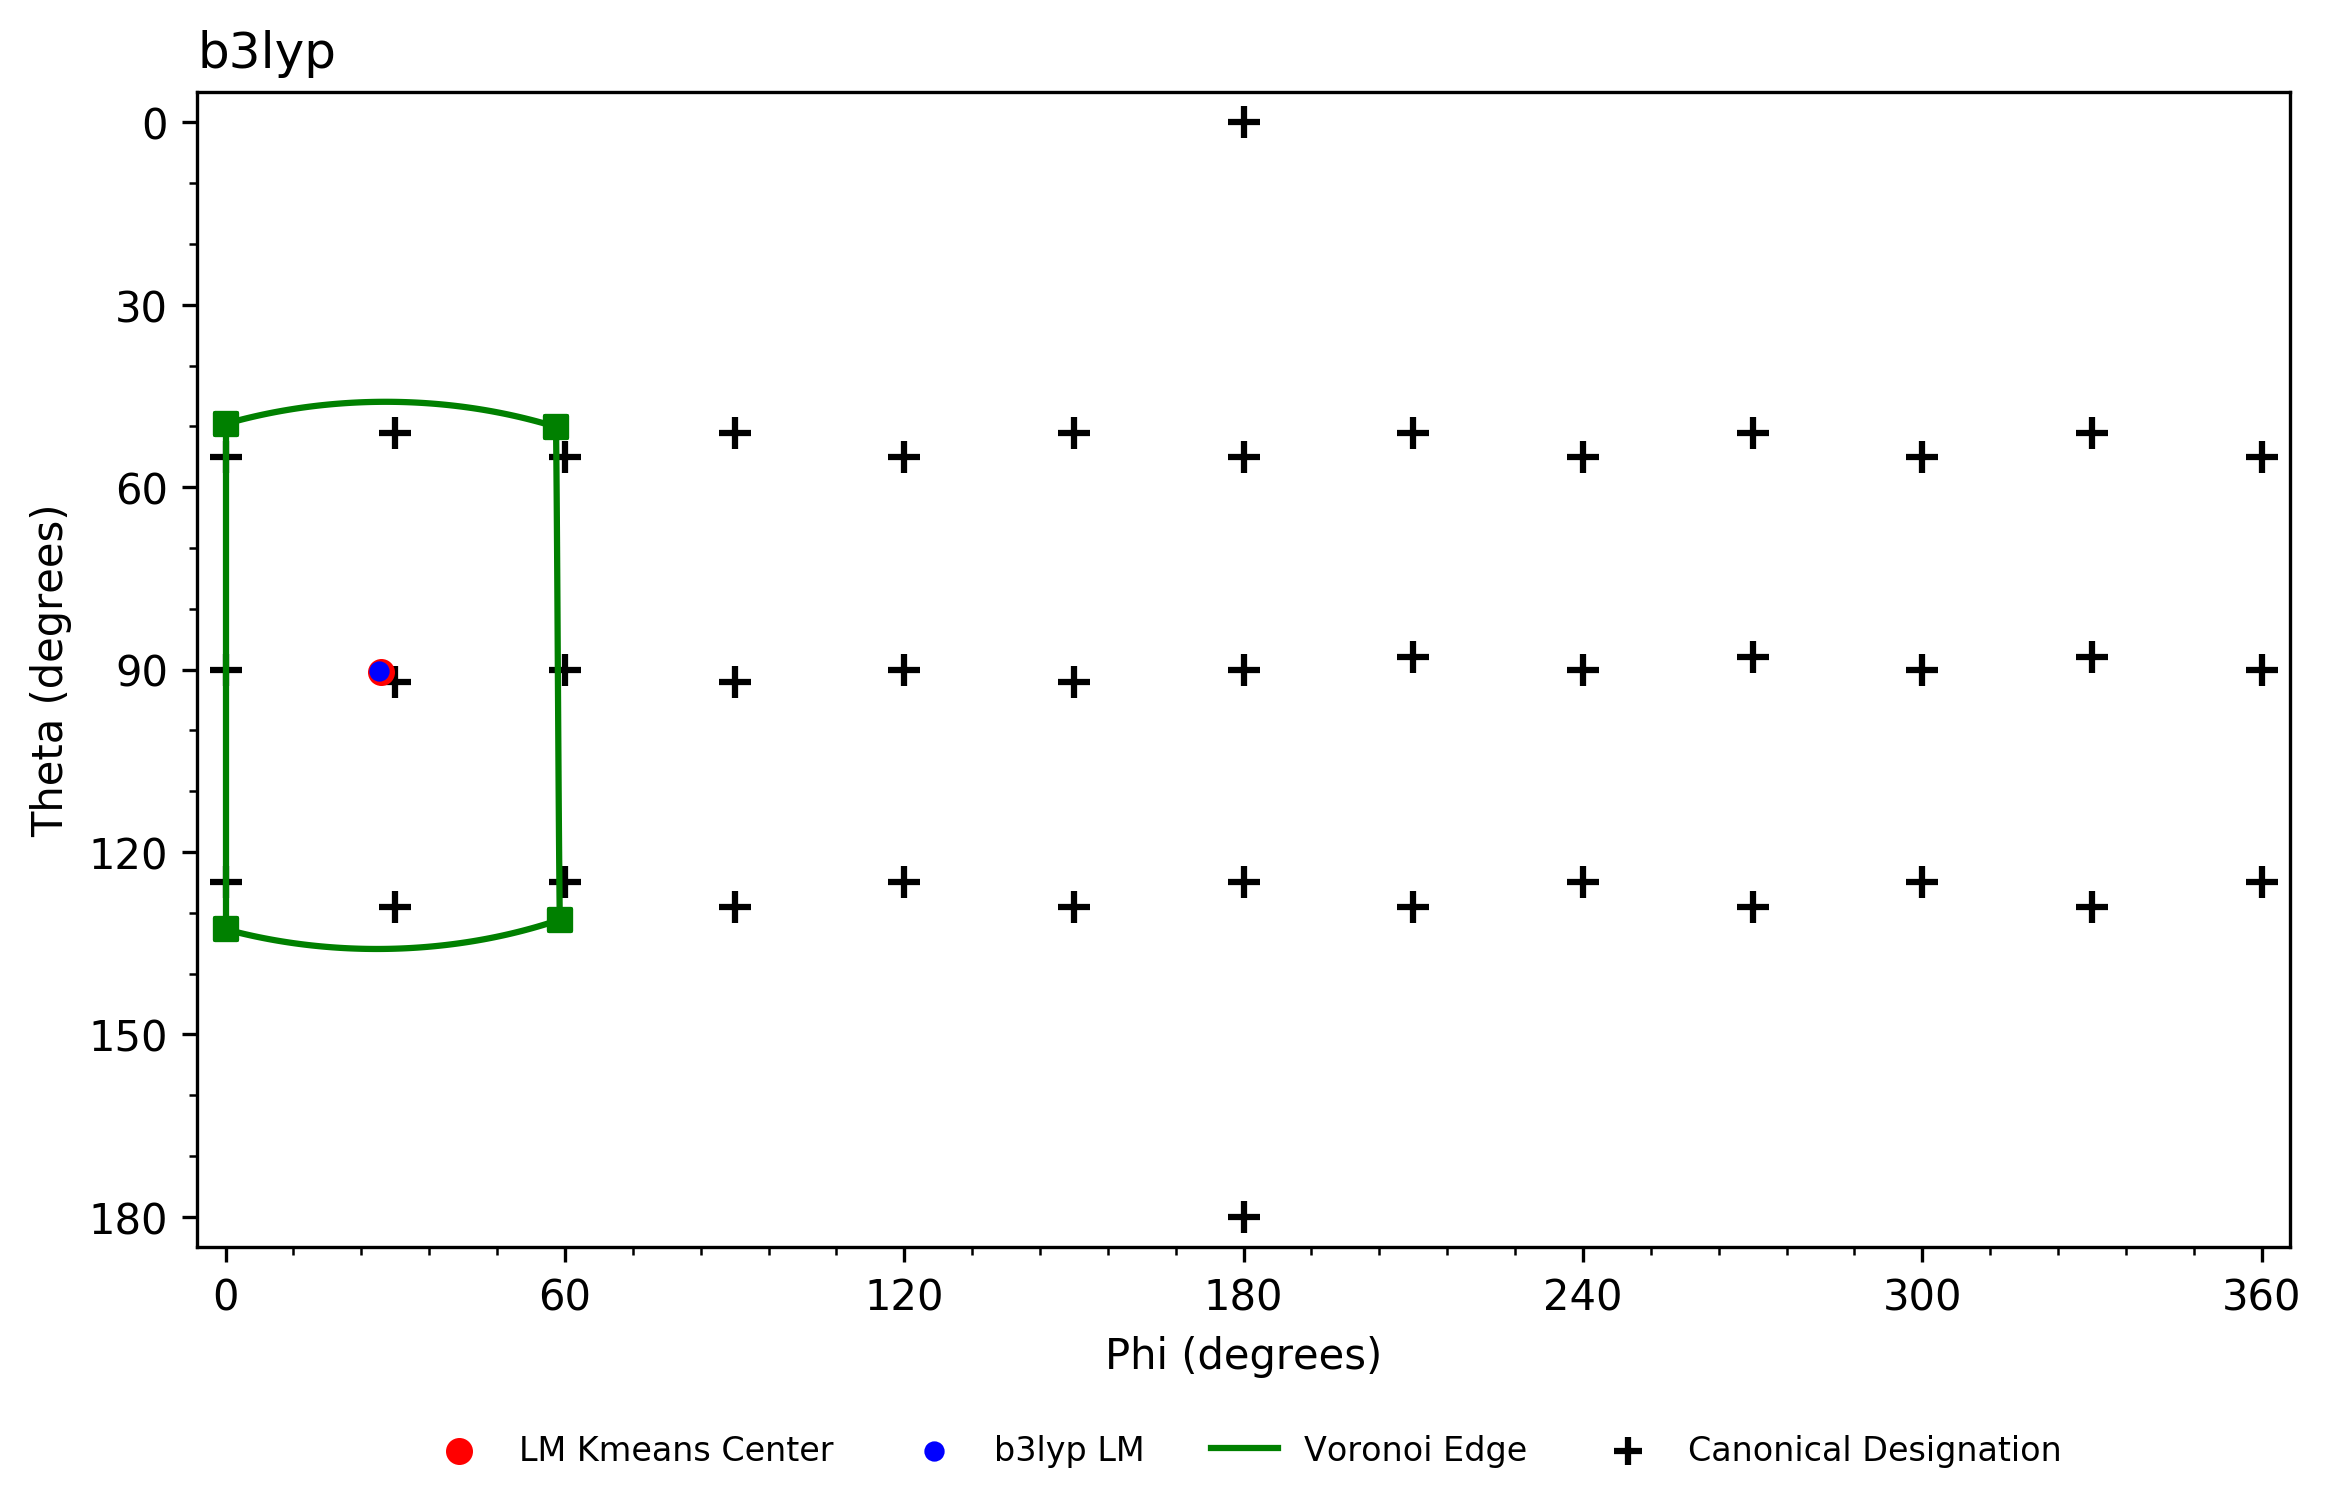 b3lyp
0
30
60
90
120
150
180
Theta (degrees)
0 60 120 180 240 300 360
Phi (degrees)
LM Kmeans Center b3lyp LM Voronoi Edge Canonical Designation